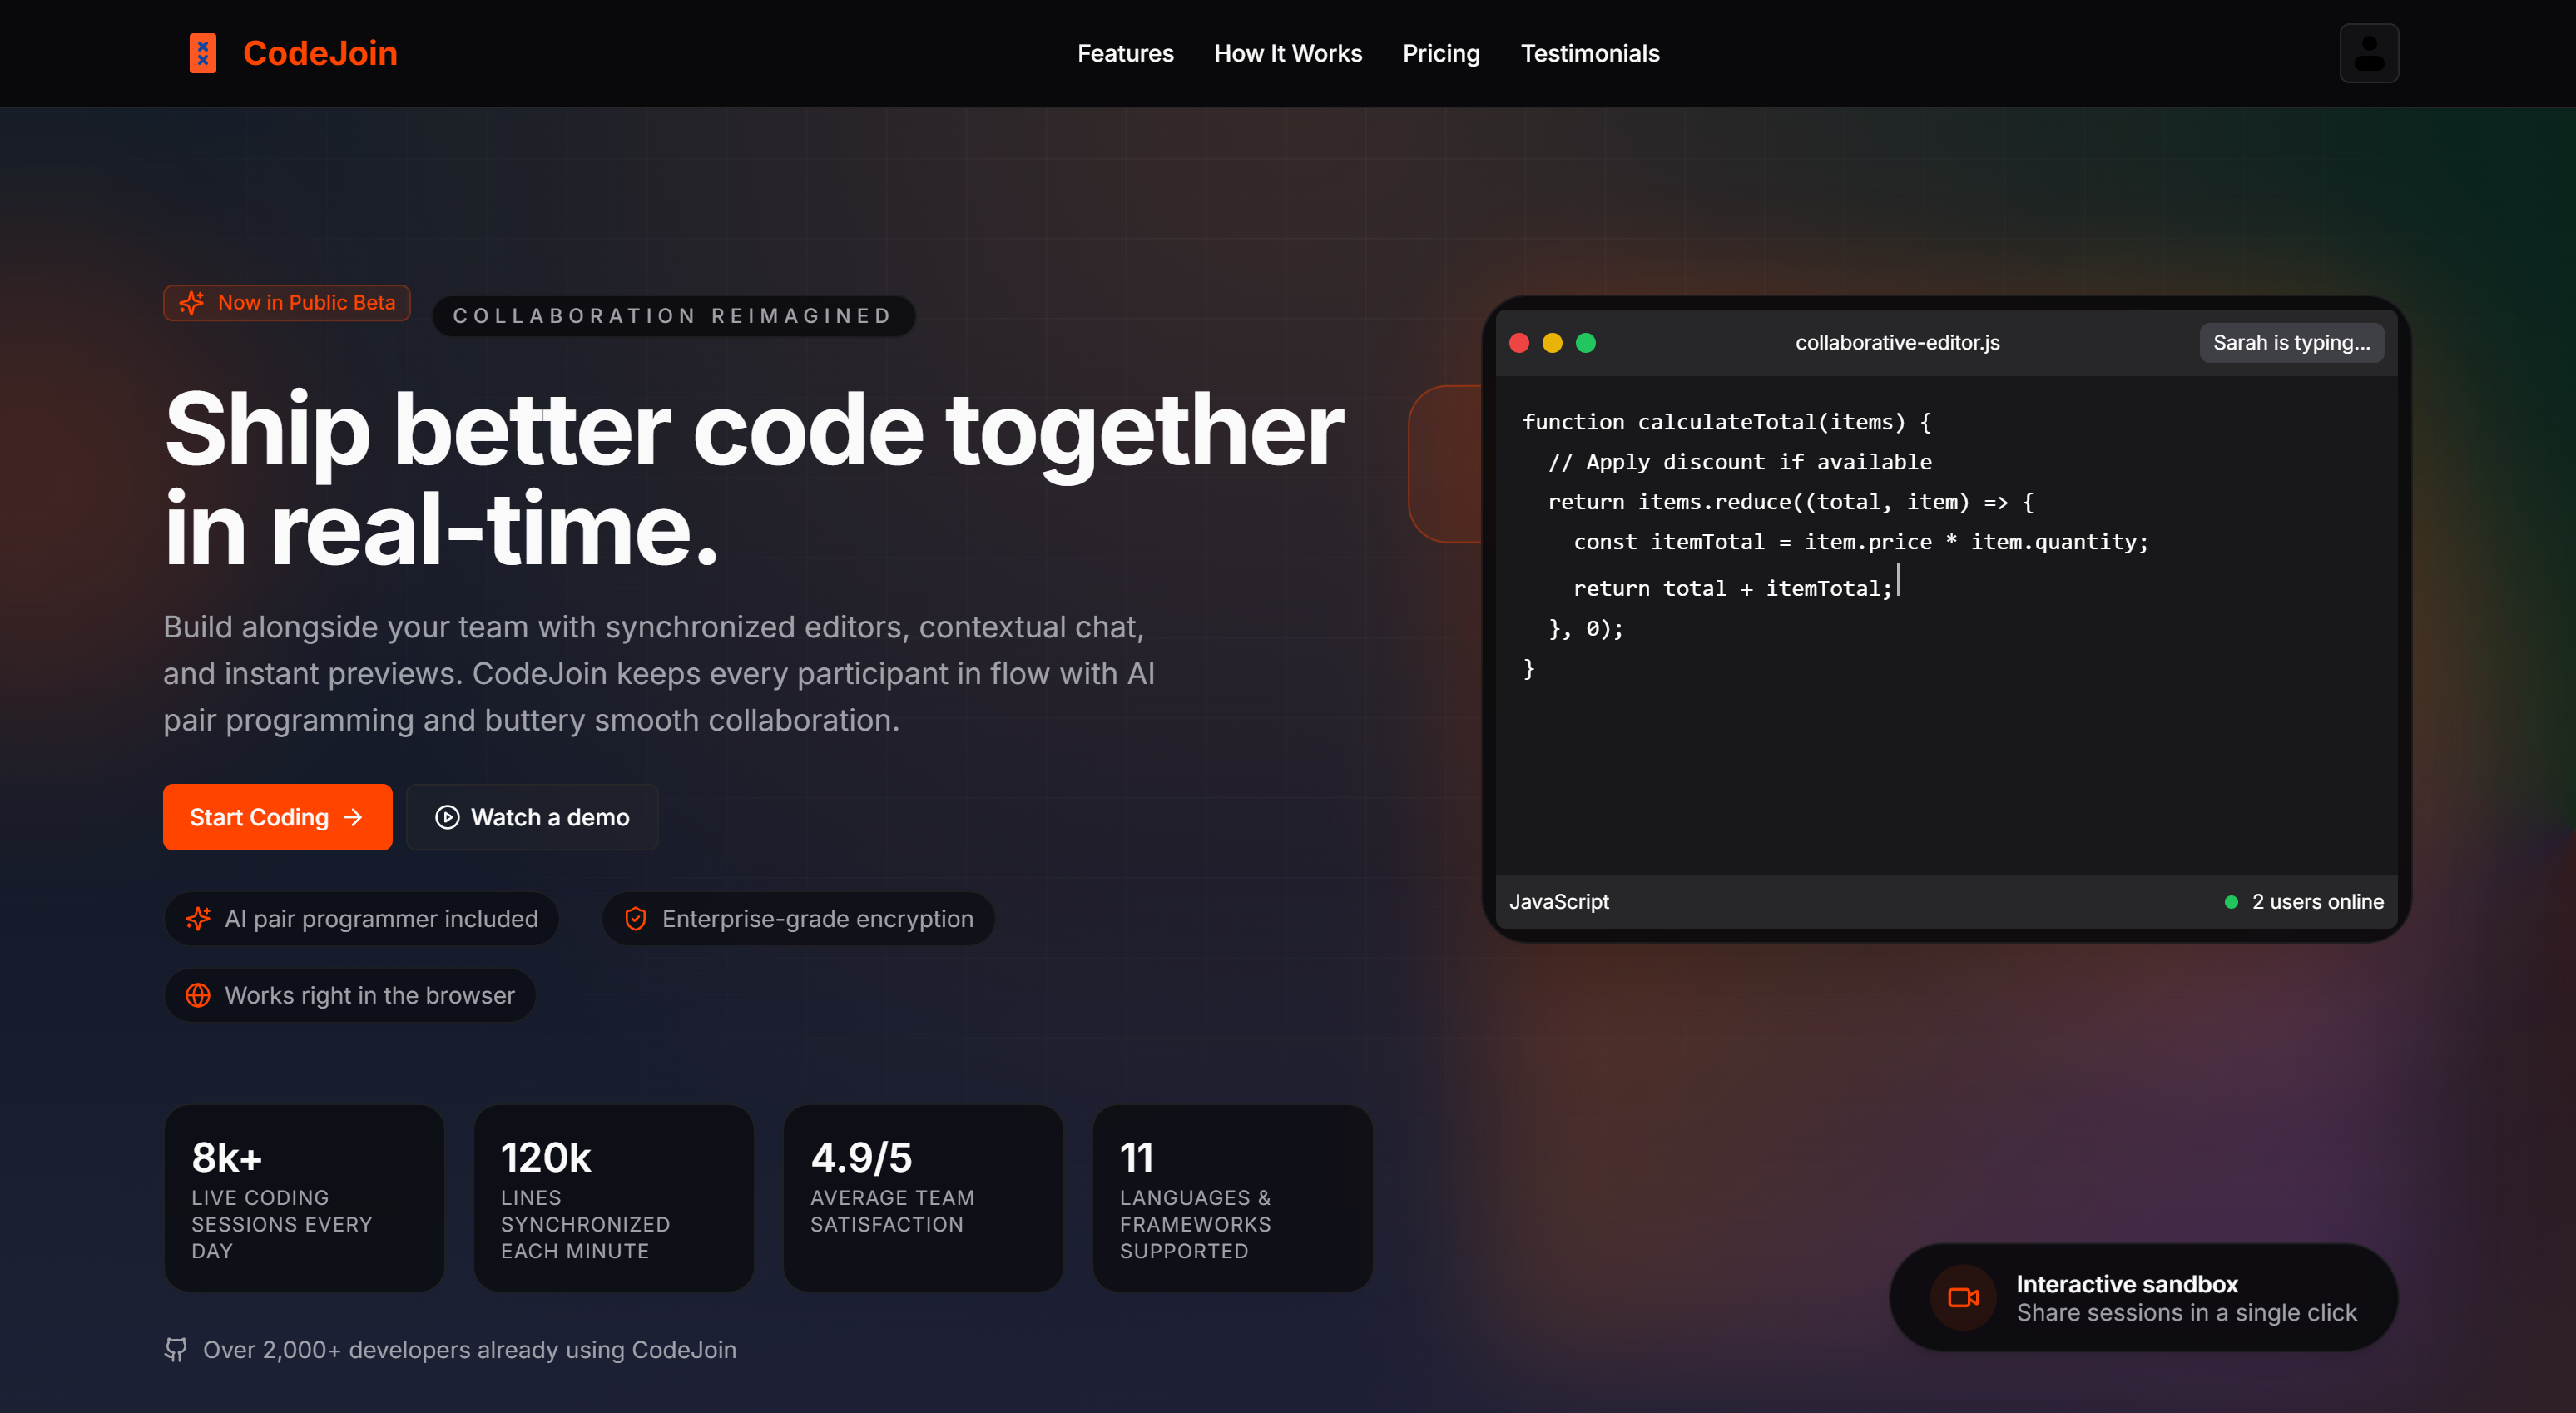 CodeJoin
Features
How It Works
Pricing
Testimonials
Now in Public Beta
COLLABORATION REIMAGINED
Ship better code together
in real-time.
Build alongside your team with synchronized editors, contextual chat,
and instant previews. CodeJoin keeps every participant in flow with AI
pair programming and buttery smooth collaboration.
Start Coding
Watch a demo
AI pair programmer included
Enterprise-grade encryption
Works right in the browser
8k+
LIVE CODING
SESSIONS EVERY
DAY
120k
LINES
SYNCHRONIZED
EACH MINUTE
4.9/5
AVERAGE TEAM
SATISFACTION
11
LANGUAGES &
FRAMEWORKS
SUPPORTED
Over 2,000+ developers already using CodeJoin
collaborative-editor.js
Sarah is typing...
function calculateTotal(items) {
  // Apply discount if available
  return items.reduce((total, item) => {
    const itemTotal = item.price * item.quantity;
    return total + itemTotal;
  }, 0);
}
JavaScript
2 users online
Interactive sandbox
Share sessions in a single click